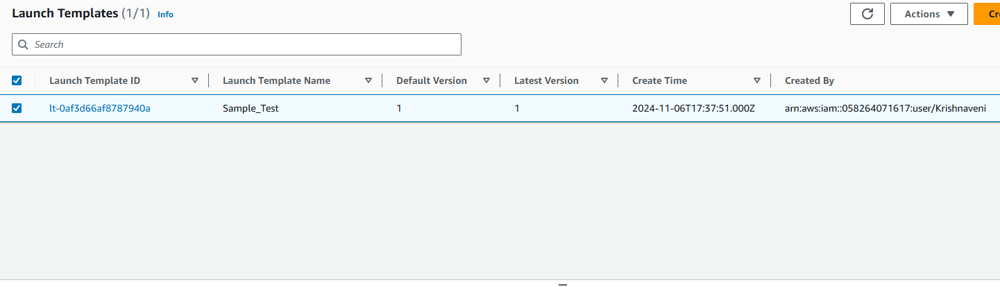 Launch Templates (1/1) Info
Actions
Search
Launch Template ID Launch Template Name Default Version Latest Version Create Time Created By
lt-0af3d66af8787940a Sample_Test 1 1 2024-11-06T17:37:51.000Z arn:aws:iam::058264071617:user/Krishnaveni